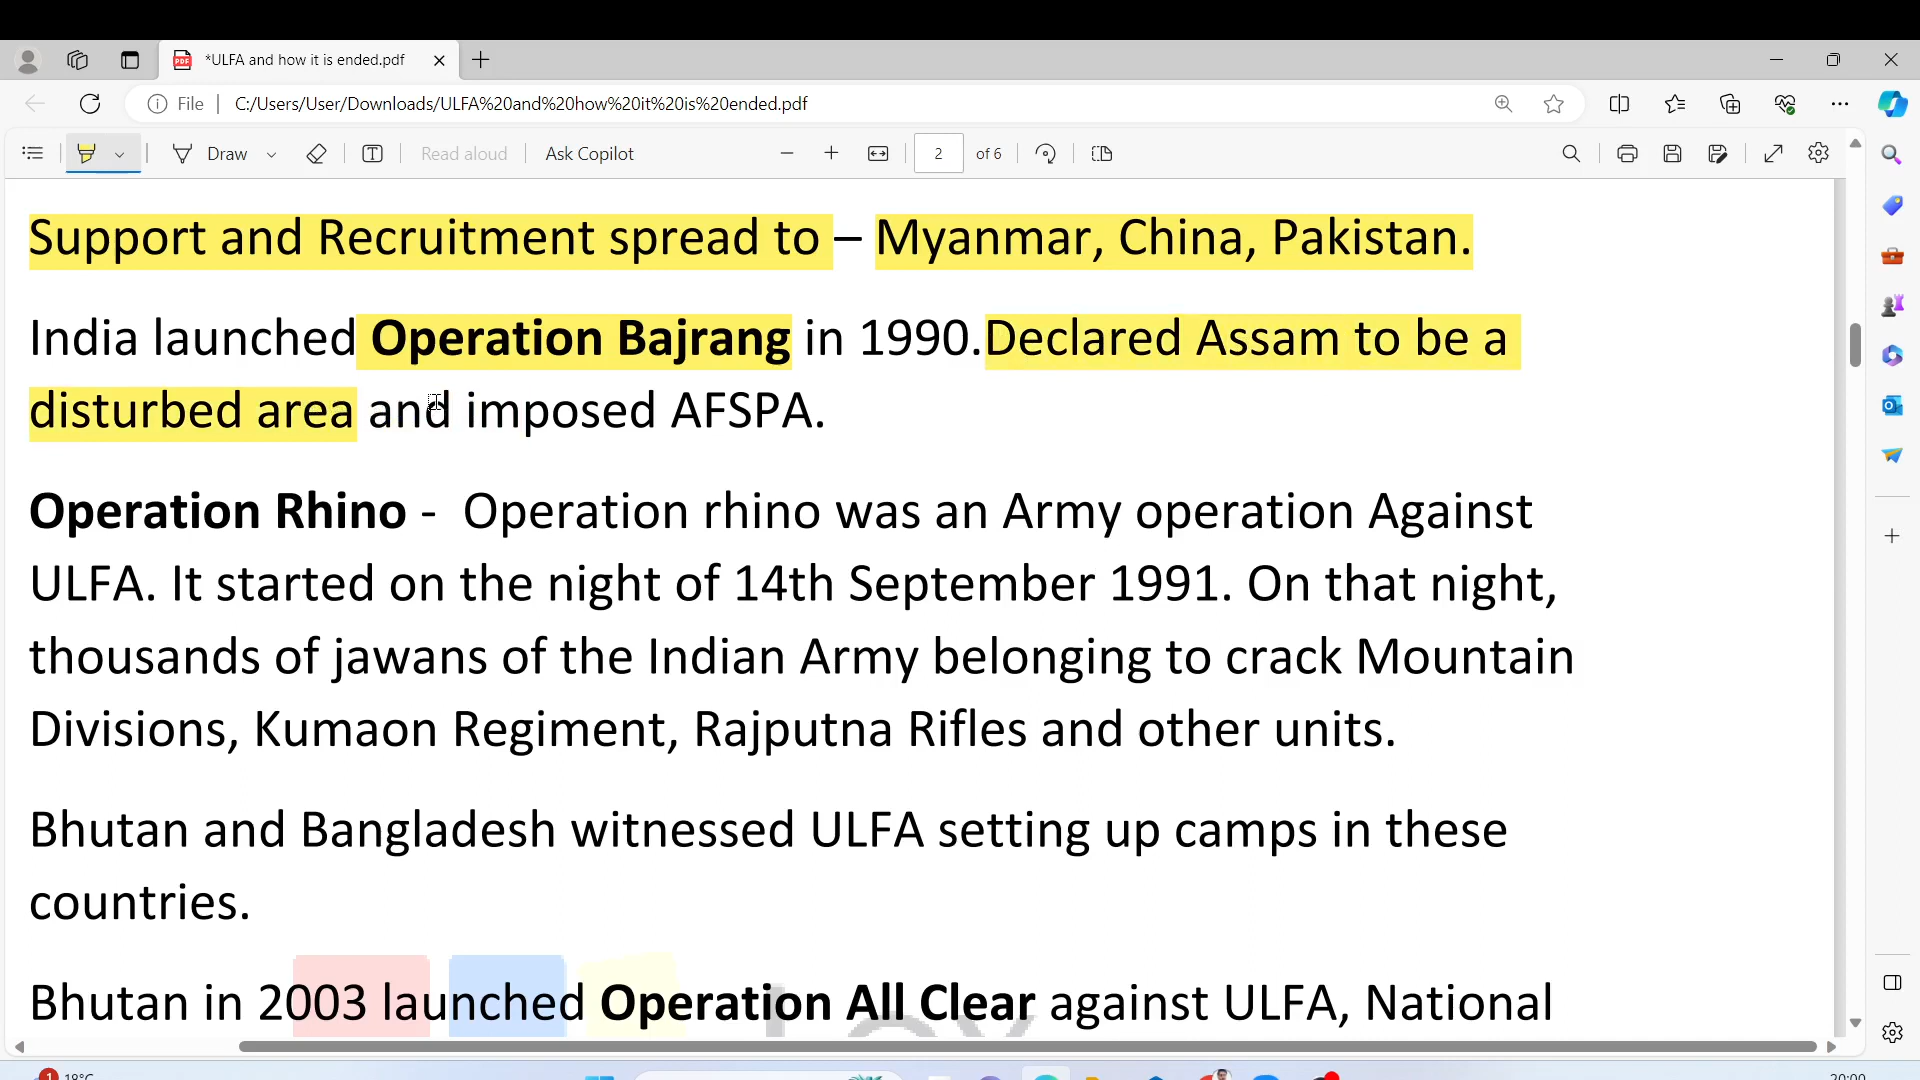 *ULFA and how it is ended.pdf
File | C:/Users/User/Downloads/ULFA%20and%20how%20it%20is%20ended.pdf
Draw Read aloud Ask Copilot 2 of 6
Support and Recruitment spread to – Myanmar, China, Pakistan.
India launched Operation Bajrang in 1990.Declared Assam to be a
disturbed area and imposed AFSPA.
Operation Rhino - Operation rhino was an Army operation Against
ULFA. It started on the night of 14th September 1991. On that night,
thousands of jawans of the Indian Army belonging to crack Mountain
Divisions, Kumaon Regiment, Rajputna Rifles and other units.
Bhutan and Bangladesh witnessed ULFA setting up camps in these
countries.
Bhutan in 2003 launched Operation All Clear against ULFA, National
1 18°C 20:00